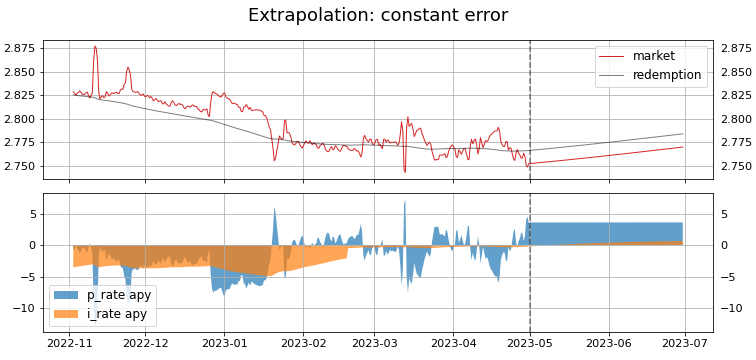 Extrapolation: constant error
2.875 2.875
2.850 2.850
2.825 2.825
2.800 2.800
2.775 2.775
2.750 2.750
market
redemption
5 5
0 0
−5 −5
−10 −10
p_rate apy
i_rate apy
2022-11 2022-12 2023-01 2023-02 2023-03 2023-04 2023-05 2023-06 2023-07